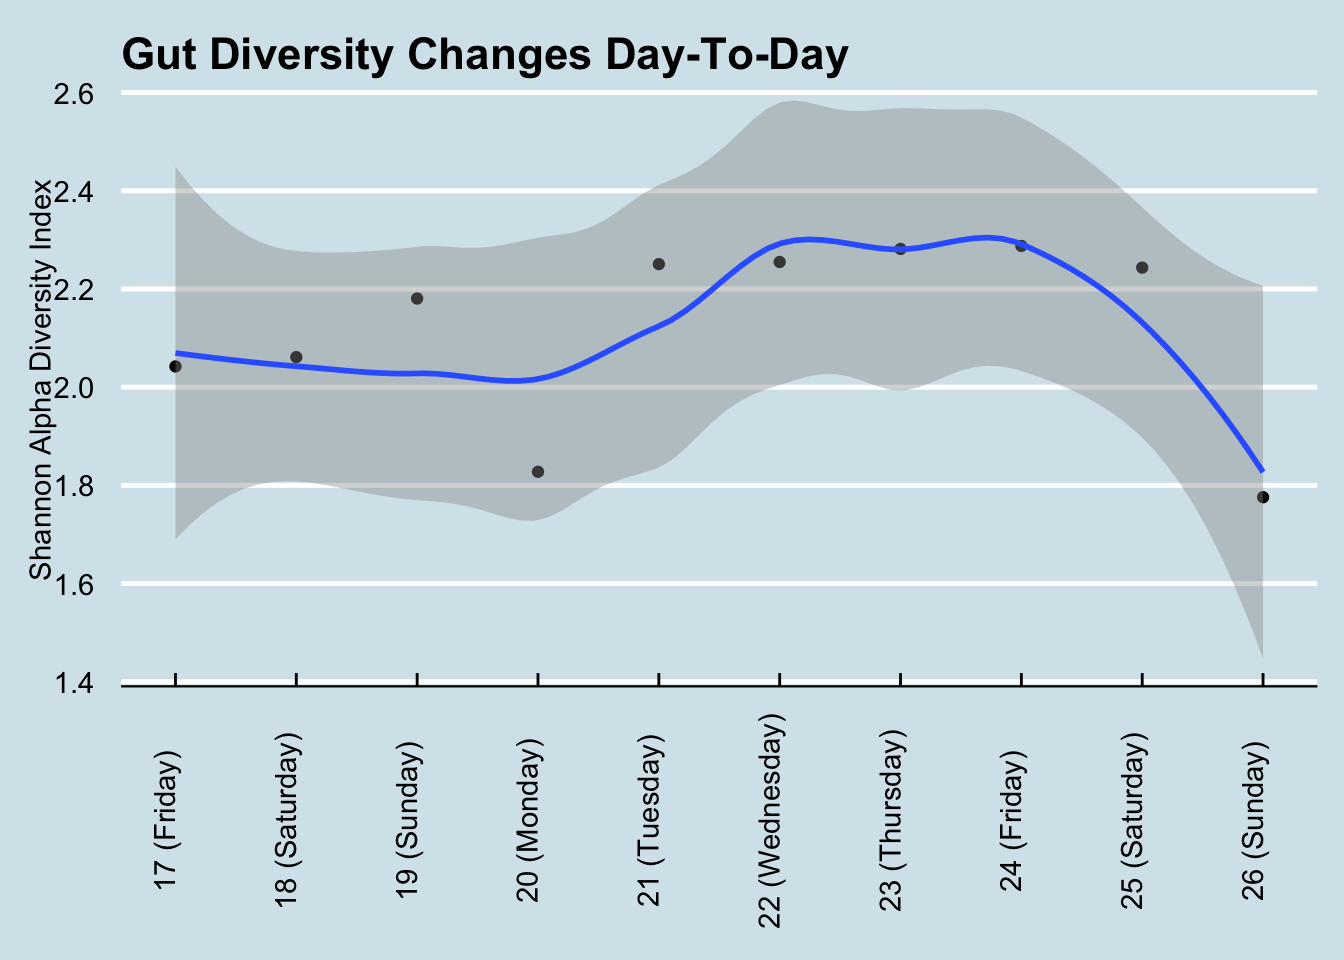 Gut Diversity Changes Day-To-Day
Shannon Alpha Diversity Index
2.6
2.4
2.2
2.0
1.8
1.6
1.4
17 (Friday)
18 (Saturday)
19 (Sunday)
20 (Monday)
21 (Tuesday)
22 (Wednesday)
23 (Thursday)
24 (Friday)
25 (Saturday)
26 (Sunday)